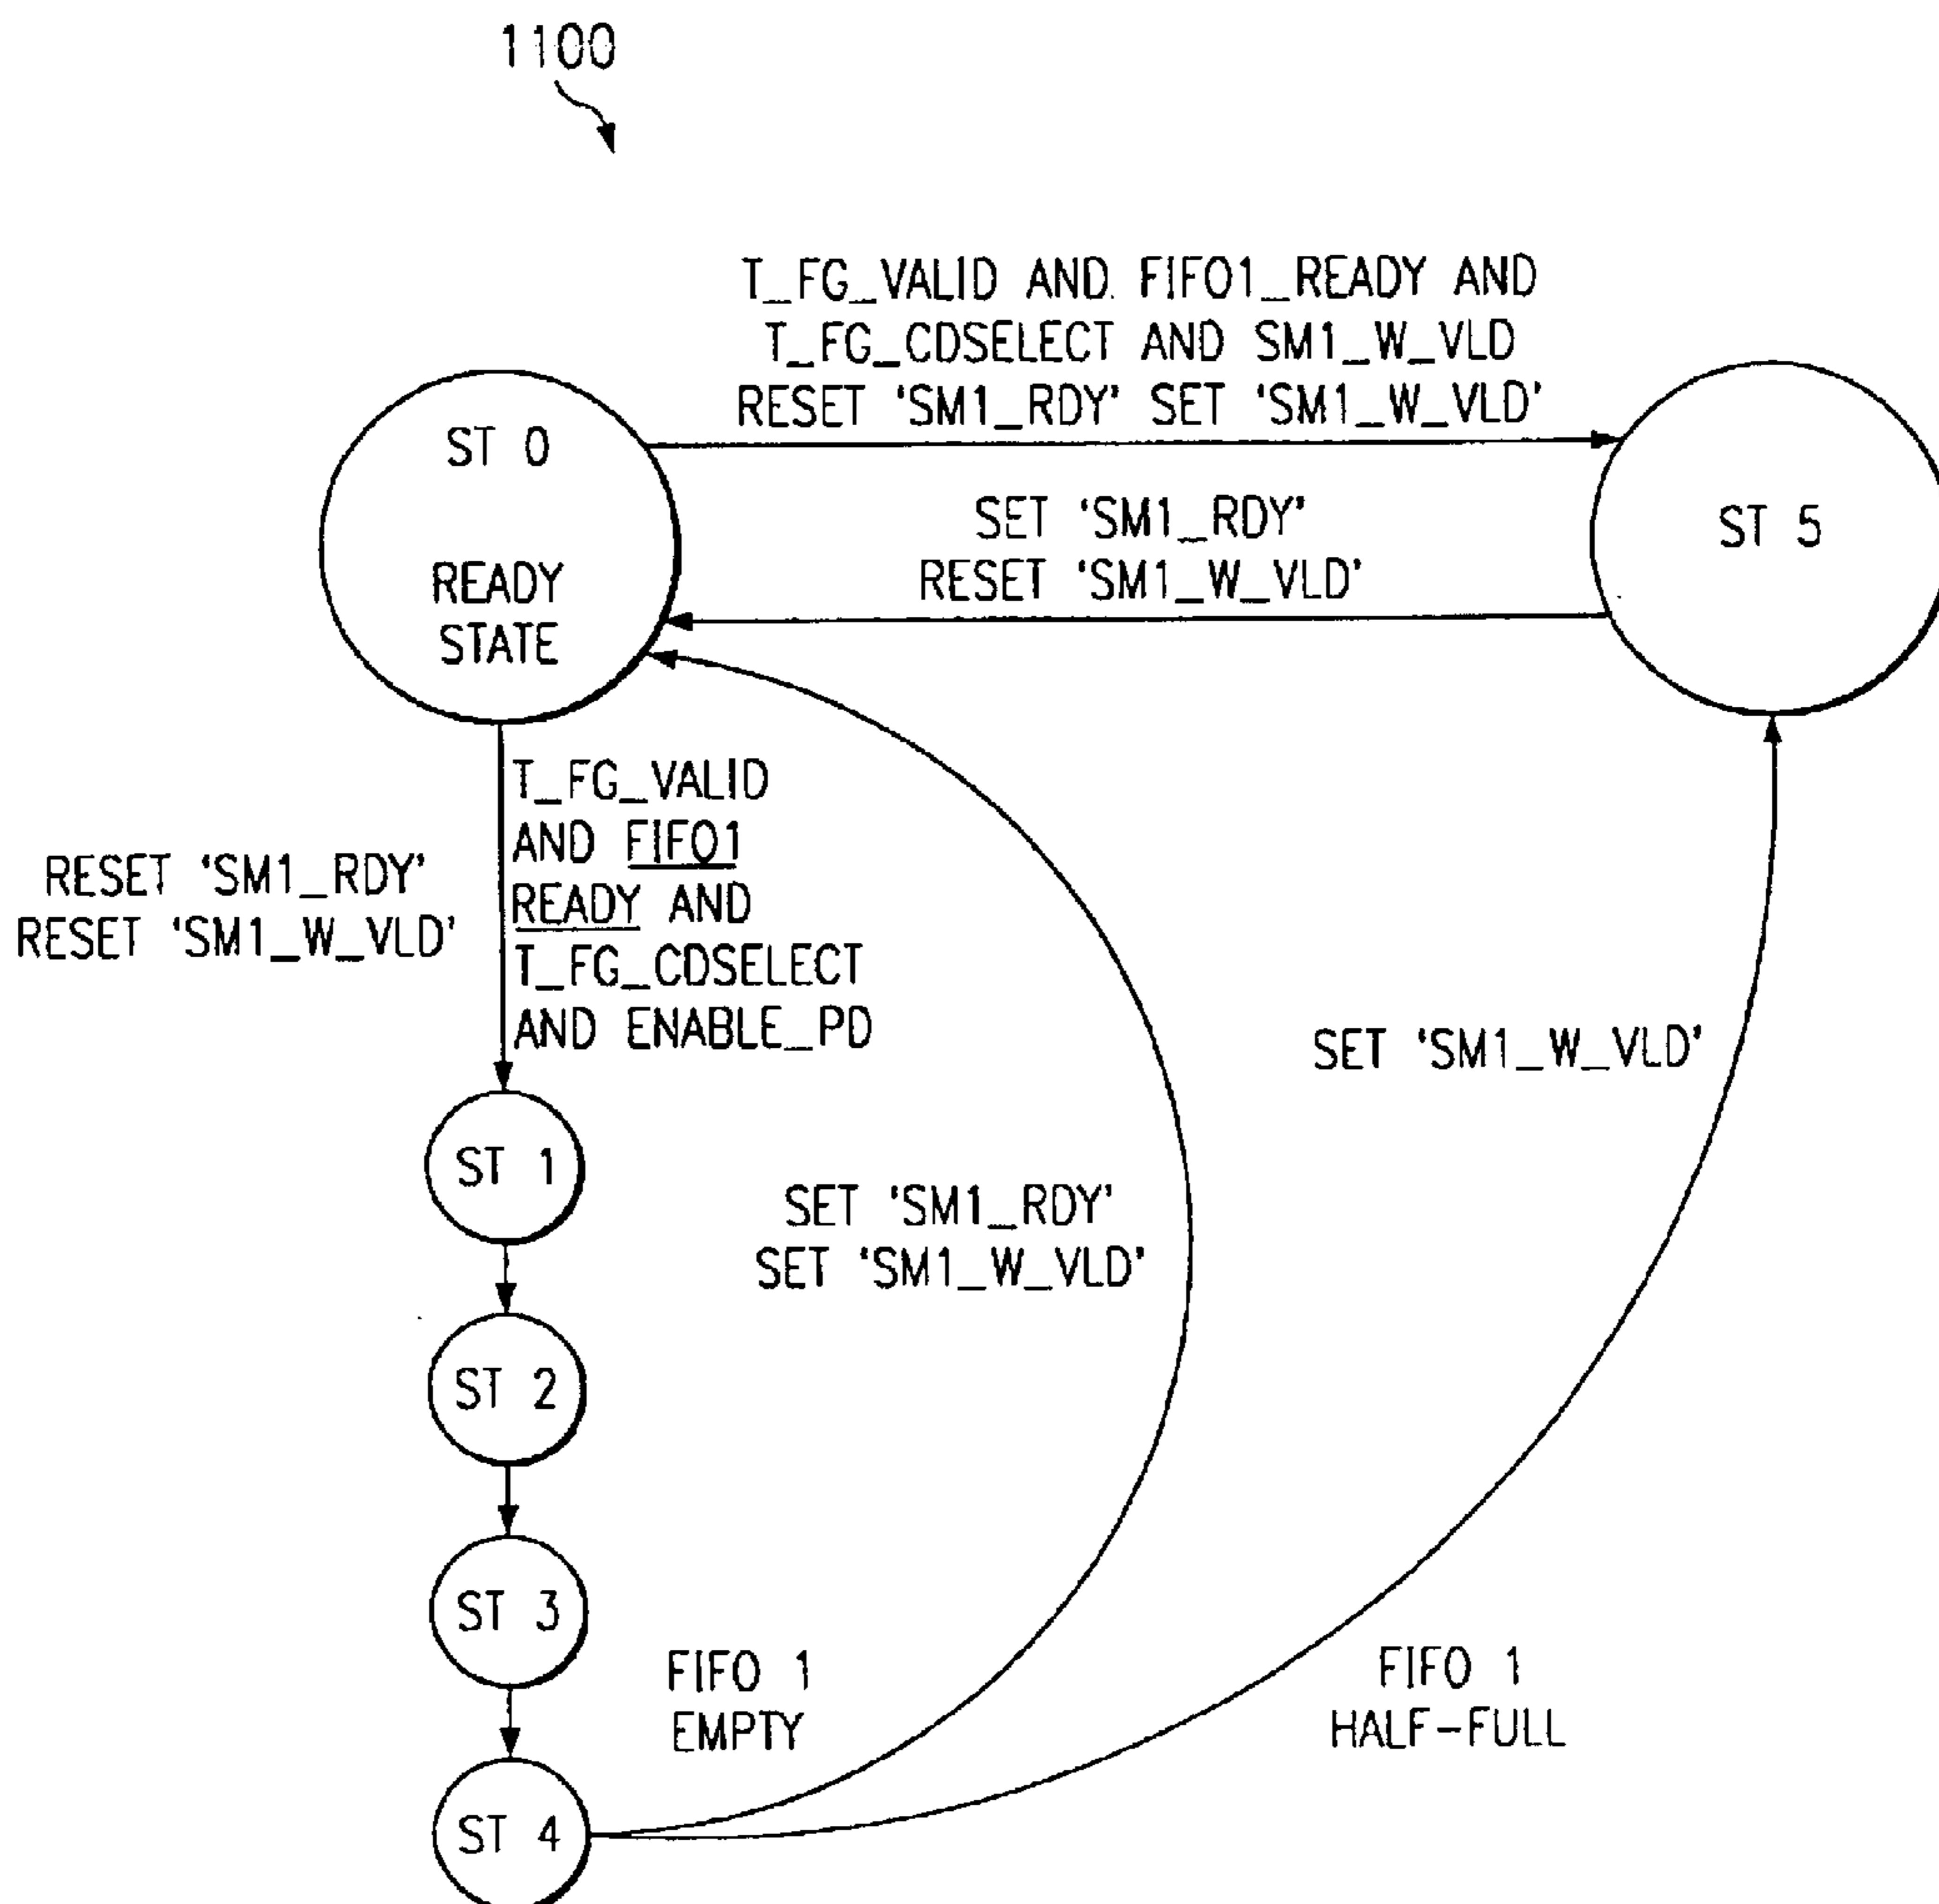 1100
T_FG_VALID AND FIFO1_READY AND
T_FG_CDSELECT AND SM1_W_VLD
RESET 'SM1_RDY' SET 'SM1_W_VLD'
ST 0
READY
STATE
SET 'SM1_RDY'
RESET 'SM1_W_VLD'
ST 5
T_FG_VALID
AND FIFO1
READY AND
T_FG_CDSELECT
AND ENABLE_PD
RESET 'SM1_RDY'
RESET 'SM1_W_VLD'
ST 1
SET 'SM1_W_VLD'
SET 'SM1_RDY'
SET 'SM1_W_VLD'
ST 2
ST 3
FIFO 1
EMPTY
FIFO 1
HALF-FULL
ST 4